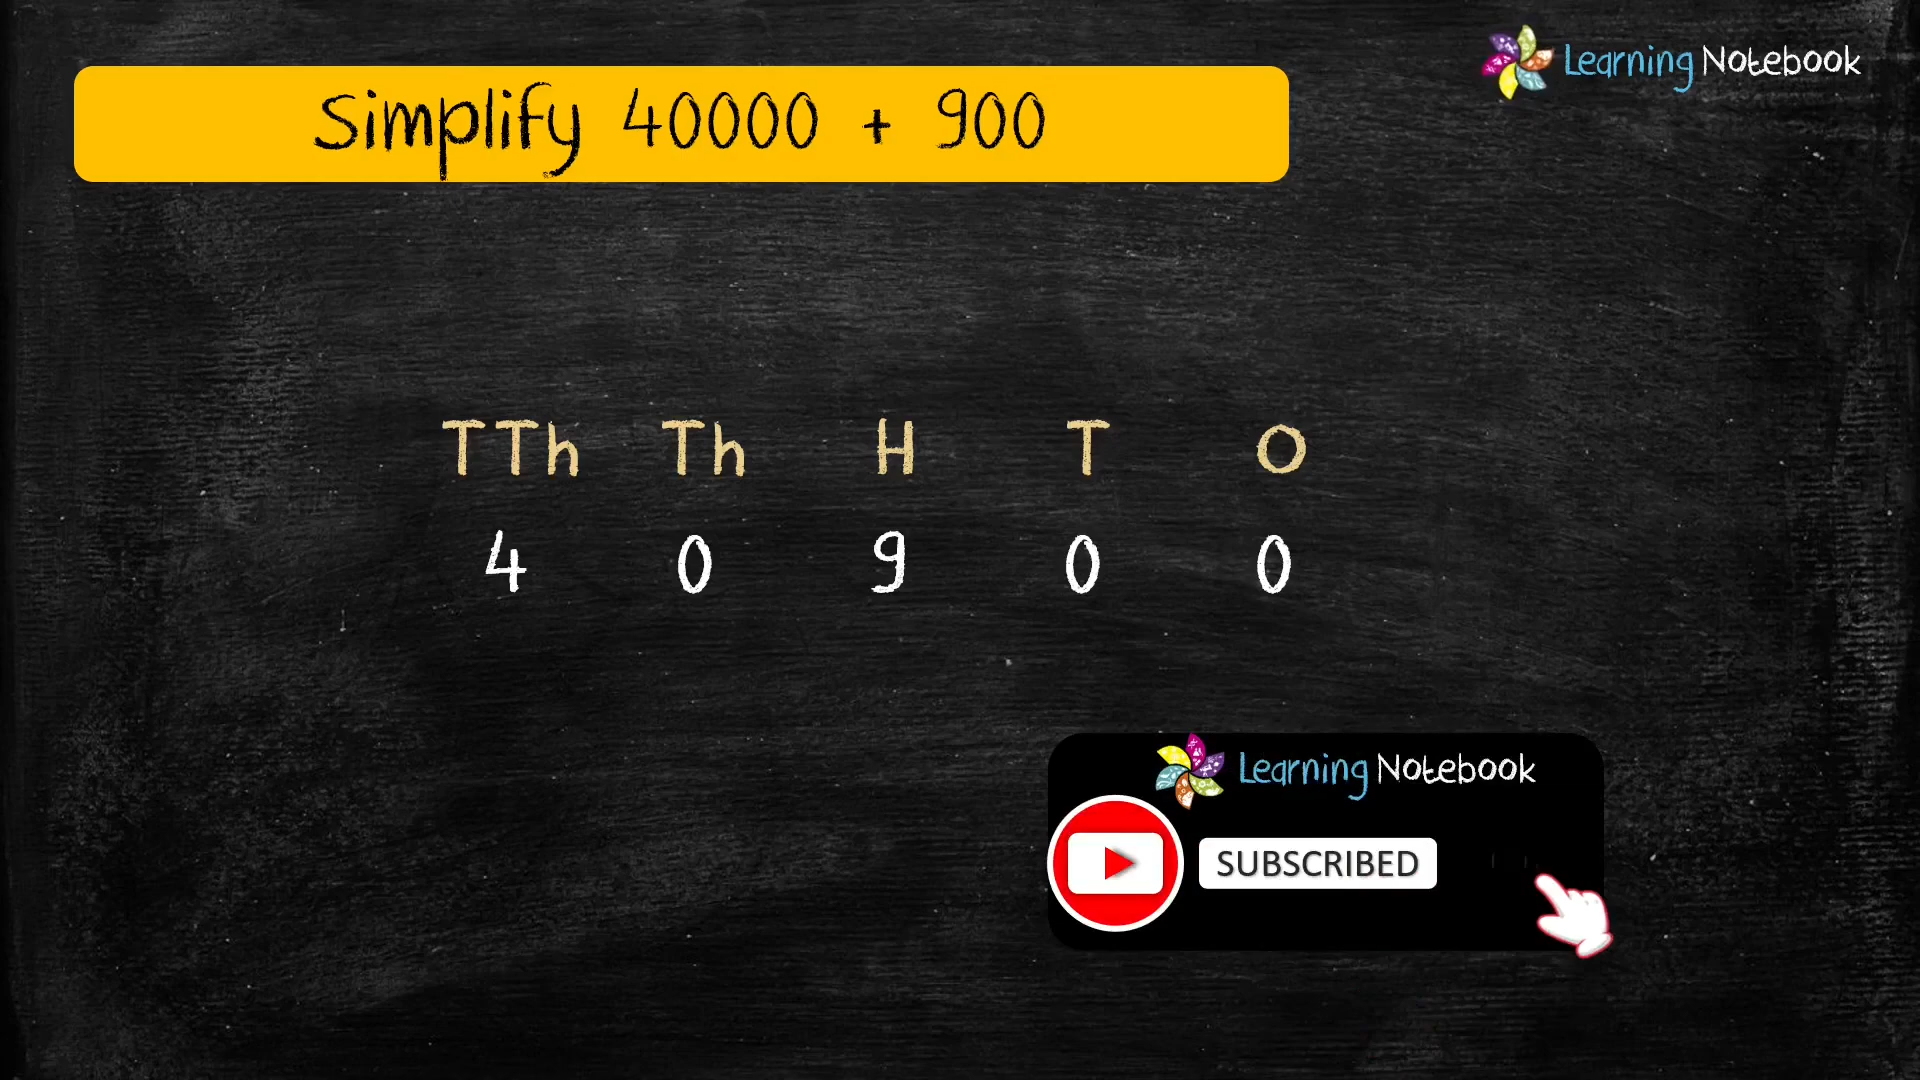 Simplify 40000 + 900
Learning Notebook
TTh Th H T O
4 0 9 0 0
Learning Notebook
SUBSCRIBED